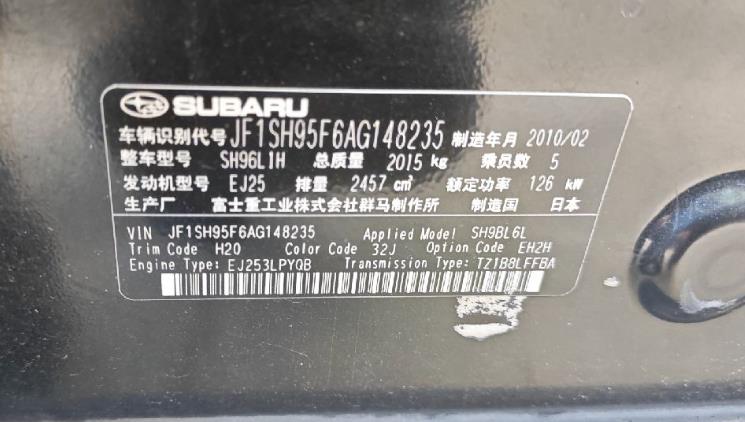 SUBARU
车辆识别代号 JF1SH95F6AG148235 制造年月 2010/02
整车型号 SH96L1H 总质量 2015 kg 乘员数 5
发动机型号 EJ25 排量 2457 cm³ 额定功率 126 kW
生产厂 富士重工业株式会社群马制作所 制造国 日本
VIN JF1SH95F6AG148235 Applied Model SH9BL6L
Trim Code H20 Color Code 32J Option Code EH2H
Engine Type: EJ253LPYQB Transmission Type: TZ1B8LFFBA